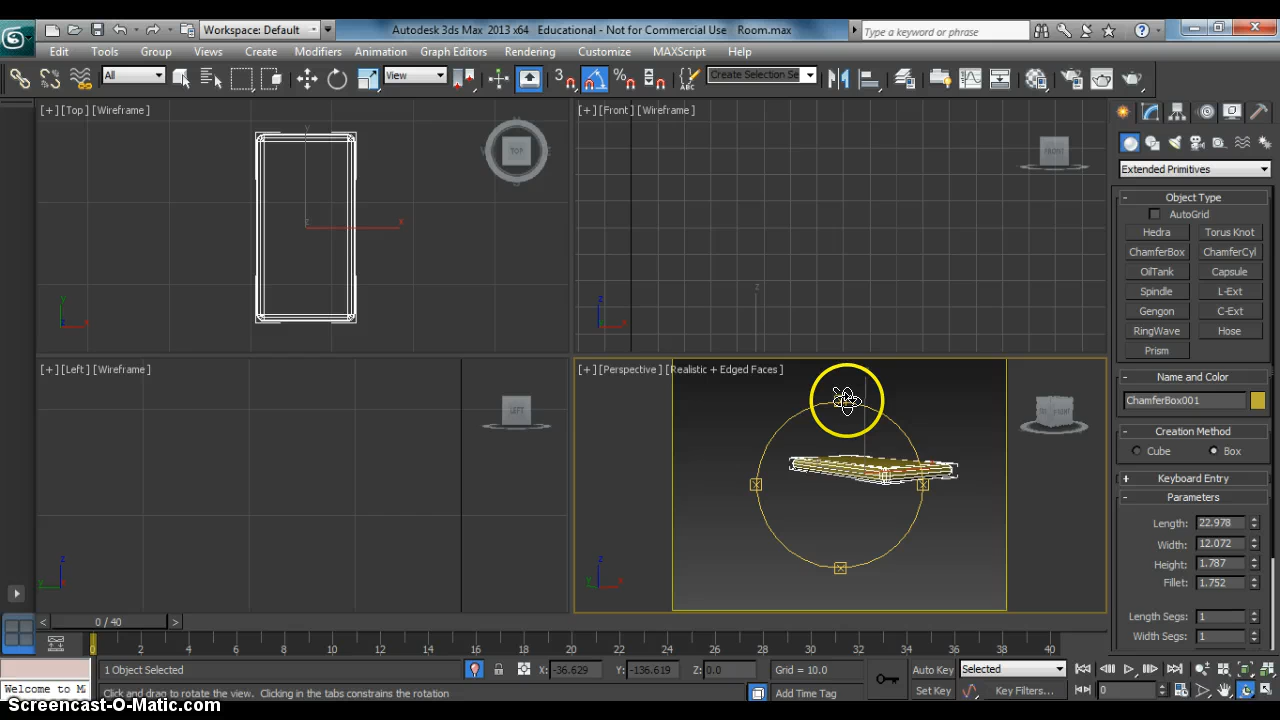 Workspace: Default
Autodesk 3ds Max 2013 x64 Educational - Not for Commercial Use Room.max
Type a keyword or phrase
Edit Tools Group Views Create Modifiers Animation Graph Editors Rendering Customize MAXScript Help
All View Create Selection Se
[+] [Top] [Wireframe] [+] [Front] [Wireframe]
TOP FRONT
Extended Primitives
- Object Type
AutoGrid
Hedra Torus Knot
ChamferBox ChamferCyl
OilTank Capsule
Spindle L-Ext
Gengon C-Ext
RingWave Hose
Prism
[+] [Left] [Wireframe] [+] [Perspective] [Realistic + Edged Faces]
LEFT
- Name and Color
ChamferBox001
- Creation Method
Cube Box
+ Keyboard Entry
- Parameters
Length: 22.978
Width: 12.072
Height: 1.787
Fillet: 1.752
Length Segs: 1
Width Segs: 1
< 0 / 40 >
0 2 4 6 8 10 12 14 16 18 20 22 24 26 28 30 32 34 36 38 40
1 Object Selected X: -36.629 Y: -136.619 Z: 0.0 Grid = 10.0 Auto Key Selected
Welcome to M Click and drag to rotate the view. Clicking in the tabs constrains the rotation Add Time Tag Set Key Key Filters... 0
Screencast-O-Matic.com